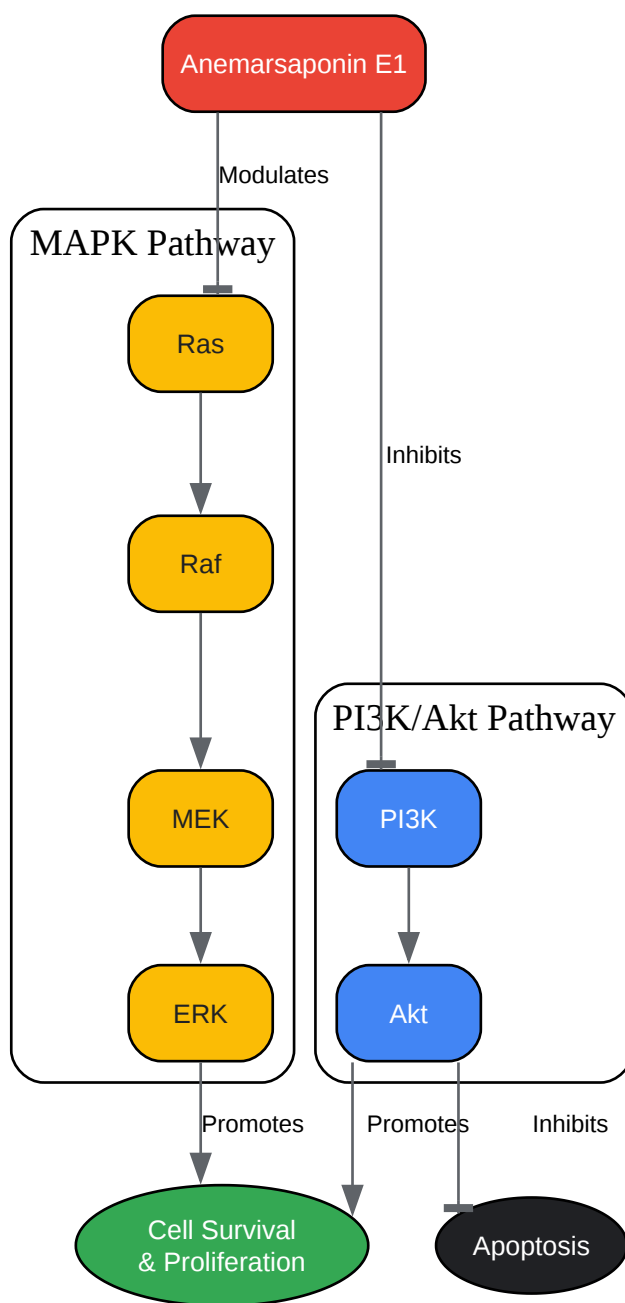 Anemarsaponin E1
Modulates
MAPK Pathway
Ras
Inhibits
Raf
PI3K/Akt Pathway
MEK
PI3K
ERK
Akt
Promotes
Promotes
Inhibits
Cell Survival
& Proliferation
Apoptosis